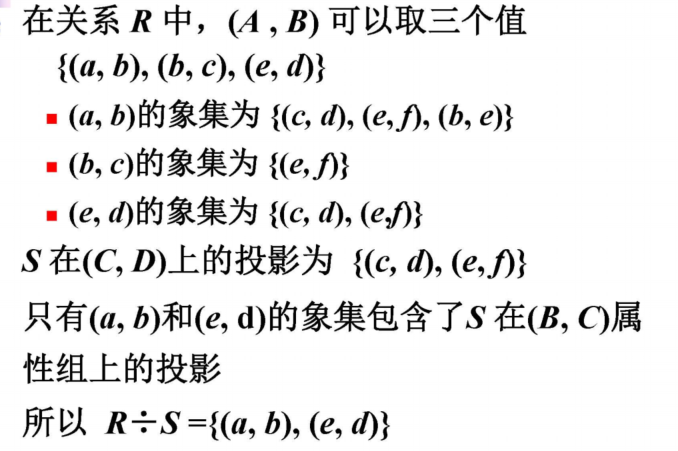 在关系 R 中，(A , B) 可以取三个值
{(a, b), (b, c), (e, d)}
▪ (a, b)的象集为 {(c, d), (e, f), (b, e)}
▪ (b, c)的象集为 {(e, f)}
▪ (e, d)的象集为 {(c, d), (e,f)}
S 在(C, D)上的投影为 {(c, d), (e, f)}
只有(a, b)和(e, d)的象集包含了S 在(B, C)属
性组上的投影
所以 R÷S ={(a, b), (e, d)}